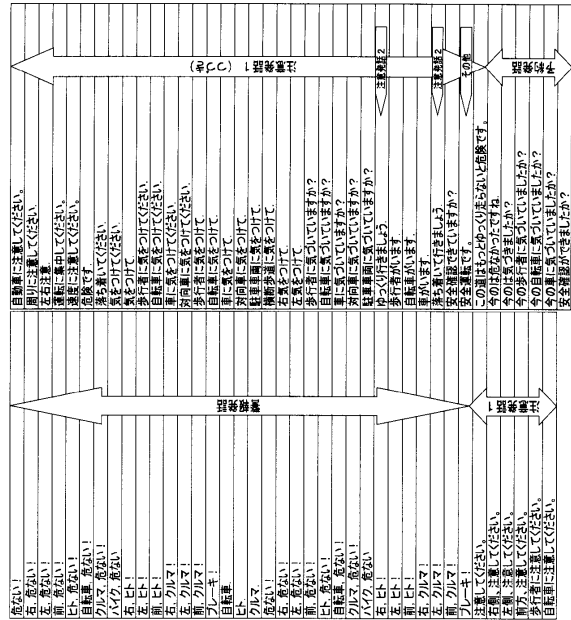 危ない！
右、危ない！
左、危ない！
前、危ない！
ヒト、危ない！
自転車、危ない！
クルマ、危ない！
バイク、危ない
右、ヒト！
左、ヒト！
前、ヒト！
右、クルマ！
左、クルマ！
前、クルマ！
ブレーキ！
自転車
ヒト
クルマ
右、危ない！
左、危ない！
前、危ない！
ヒト、危ない！
自転車、危ない！
クルマ、危ない！
バイク、危ない
右、ヒト！
左、ヒト！
前、ヒト！
右、クルマ！
左、クルマ！
前、クルマ！
ブレーキ！
注意してください。
右側、注意してください。
左側、注意してください。
前方、注意してください。
歩行者に注意してください。
自転車に注意してください。
警報発話
注意発話1
自動車に注意してください。
周りに注意してください。
左右注意
運転に集中してください。
速度に注意してください。
危険です。
落ち着いてください。
気をつけてください。
気をつけて。
歩行者に気をつけてください。
自転車に気をつけてください。
車に気をつけてください。
対向車に気をつけてください。
歩行者に気をつけて。
自転車に気をつけて。
車に気をつけて。
対向車に気をつけて。
駐車車両に気をつけて。
横断歩道に気をつけて。
右気をつけて。
左気をつけて。
歩行者に気づいていますか？
自転車に気づいていますか？
車に気づいていますか？
対向車に気づいていますか？
駐車車両に気づいていますか？
ゆっくり行きましょう。
歩行者がいます。
自転車がいます。
車がいます。
落ち着いて行きましょう。
安全確認できていますか？
安全運転です。
この道はもっとゆっくり走らないと危険です。
今のは危なかったですね。
今のは気づきましたか？
今の歩行者に気づいていましたか？
今の自転車に気づいていましたか？
今の車に気づいていましたか？
安全確認ができましたか？
注意発話1（つづき）
注意発話2
注意発話2
その他
予約発話